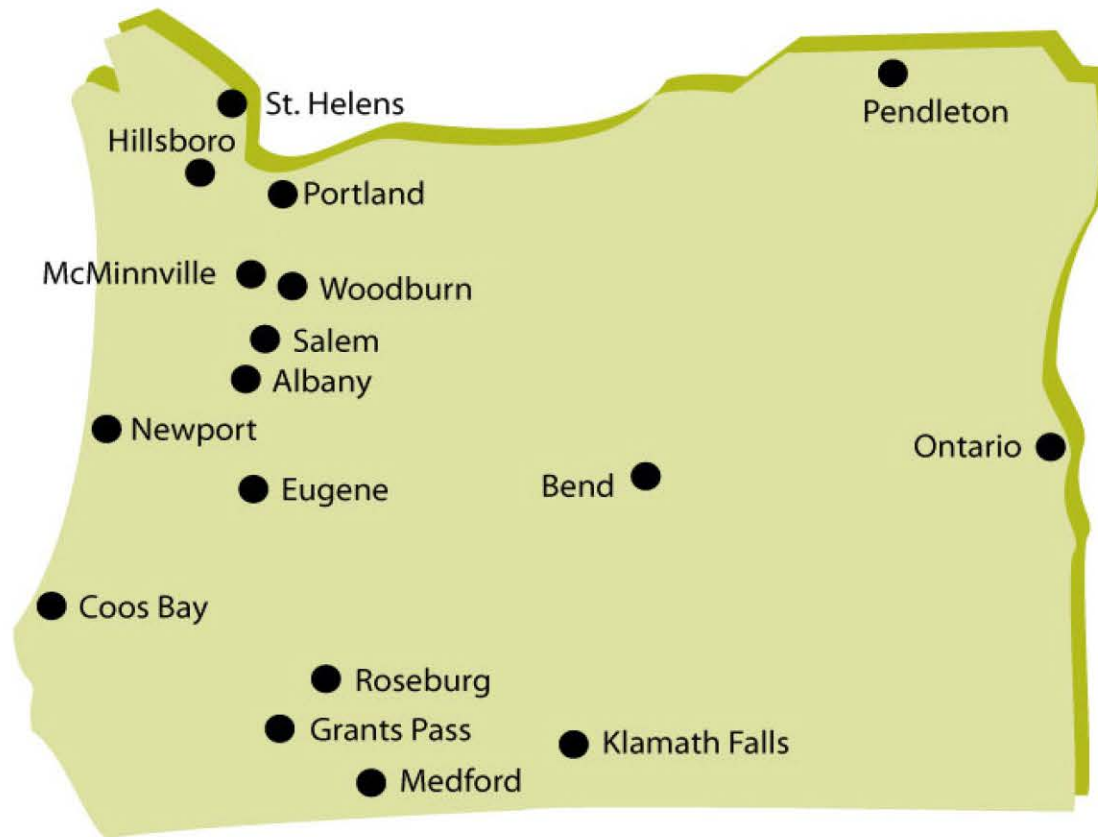 St. Helens
Pendleton
Hillsboro
Portland
McMinnville
Woodburn
Salem
Albany
Newport
Ontario
Bend
Eugene
Coos Bay
Roseburg
Grants Pass
Klamath Falls
Medford